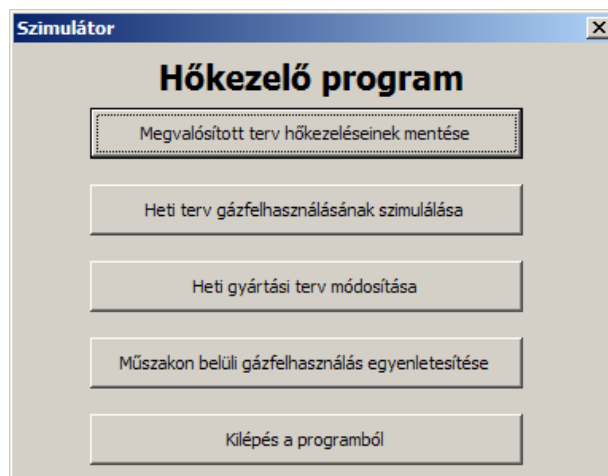 Szimulátor
Hőkezelő program
Megvalósított terv hőkezeléseinek mentése
Heti terv gázfelhasználásának szimulálása
Heti gyártási terv módosítása
Műszakon belüli gázfelhasználás egyenletesítése
Kilépés a programból